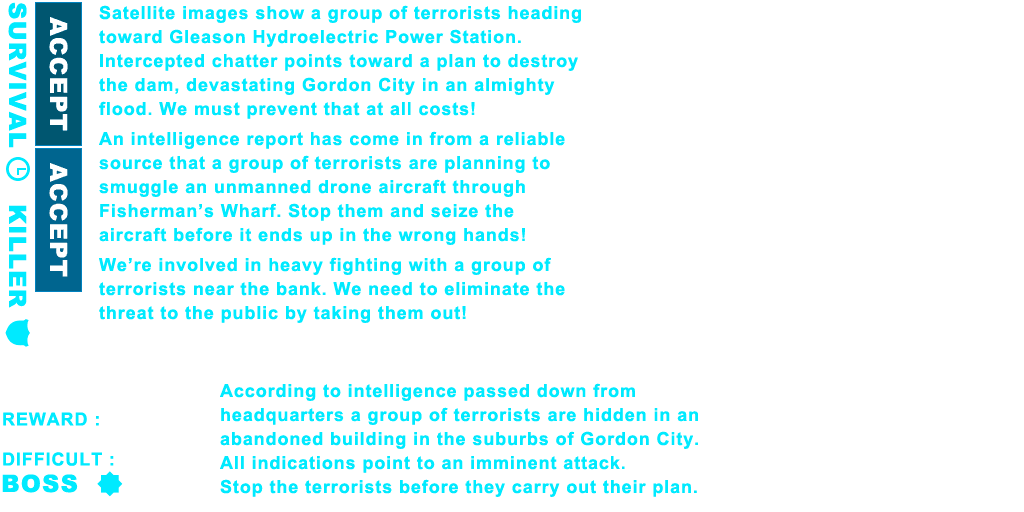 SURVIVAL
KILLER
ACCEPT
ACCEPT
Satellite images show a group of terrorists heading
toward Gleason Hydroelectric Power Station.
Intercepted chatter points toward a plan to destroy
the dam, devastating Gordon City in an almighty
flood. We must prevent that at all costs!
An intelligence report has come in from a reliable
source that a group of terrorists are planning to
smuggle an unmanned drone aircraft through
Fisherman’s Wharf. Stop them and seize the
aircraft before it ends up in the wrong hands!
We’re involved in heavy fighting with a group of
terrorists near the bank. We need to eliminate the
threat to the public by taking them out!
According to intelligence passed down from
headquarters a group of terrorists are hidden in an
abandoned building in the suburbs of Gordon City.
All indications point to an imminent attack.
Stop the terrorists before they carry out their plan.
REWARD :
DIFFICULT :
BOSS